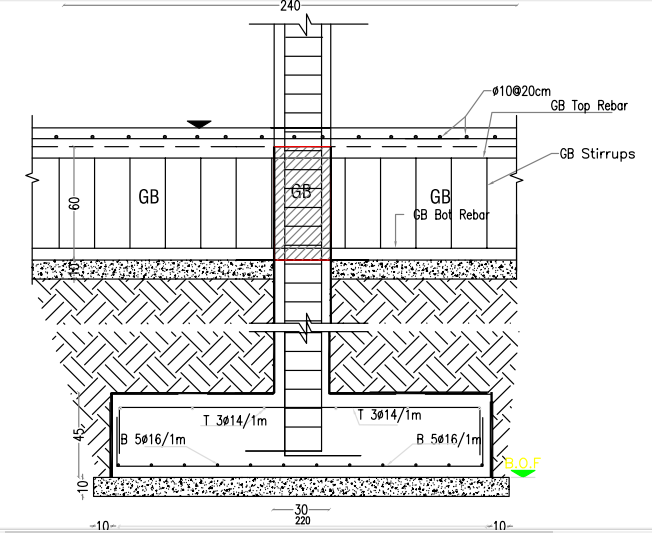 240
ø10@20cm
GB Top Rebar
GB Stirrups
GB
GB
GB
60
GB Bot Rebar
10
T 3ø14/1m
T 3ø14/1m
45
B 5ø16/1m
B 5ø16/1m
B.O.F
10
30
10
220
10